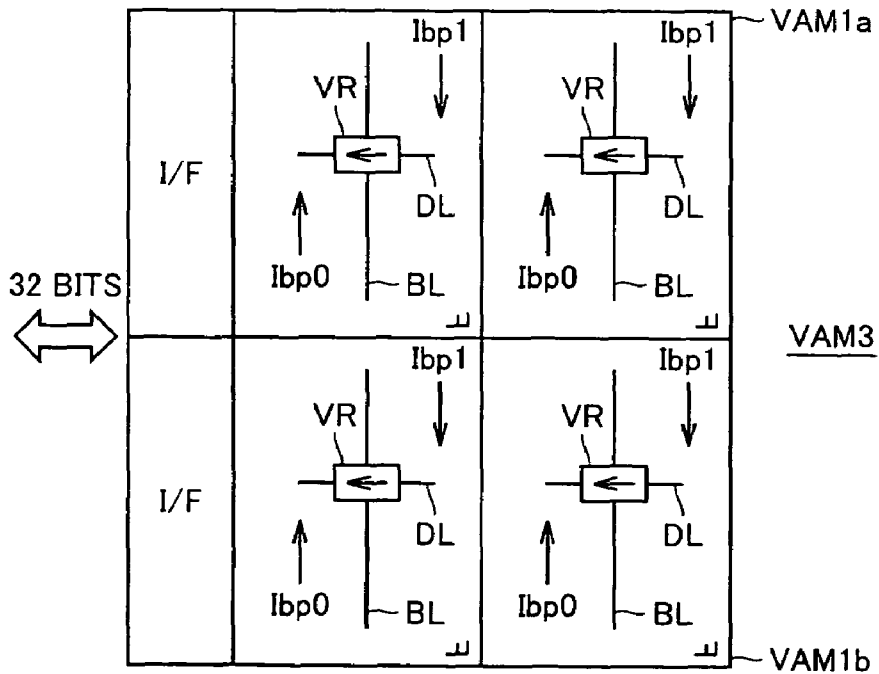 VAM1a
Ibp1
Ibp1
VR
VR
I/F
DL
DL
Ibp0
Ibp0
BL
BL
32 BITS
VAM3
Ibp1
Ibp1
VR
VR
I/F
DL
DL
Ibp0
Ibp0
BL
BL
VAM1b